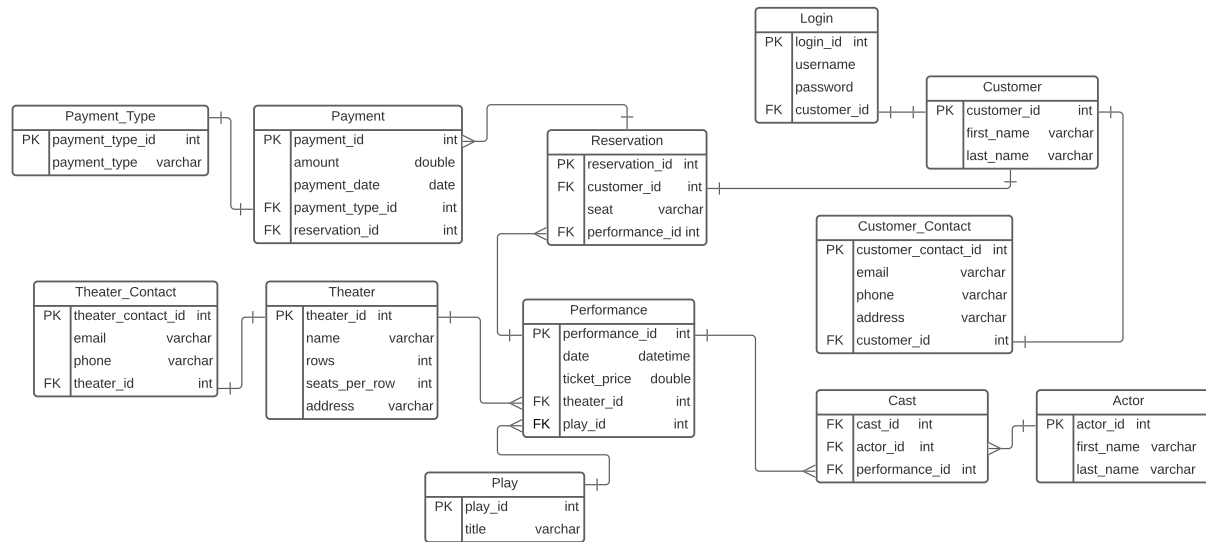 Login
PK login_id int
username
password
FK customer_id
Customer
PK customer_id int
first_name varchar
last_name varchar
Payment_Type
PK payment_type_id int
payment_type varchar
Payment
PK payment_id int
amount double
payment_date date
FK payment_type_id int
FK reservation_id int
Reservation
PK reservation_id int
FK customer_id int
seat varchar
FK performance_id int
Customer_Contact
PK customer_contact_id int
email varchar
phone varchar
address varchar
FK customer_id int
Theater_Contact
PK theater_contact_id int
email varchar
phone varchar
FK theater_id int
Theater
PK theater_id int
name varchar
rows int
seats_per_row int
address varchar
Performance
PK performance_id int
date datetime
ticket_price double
FK theater_id int
FK play_id int
Cast
FK cast_id int
FK actor_id int
FK performance_id int
Actor
PK actor_id int
first_name varchar
last_name varchar
Play
PK play_id int
title varchar